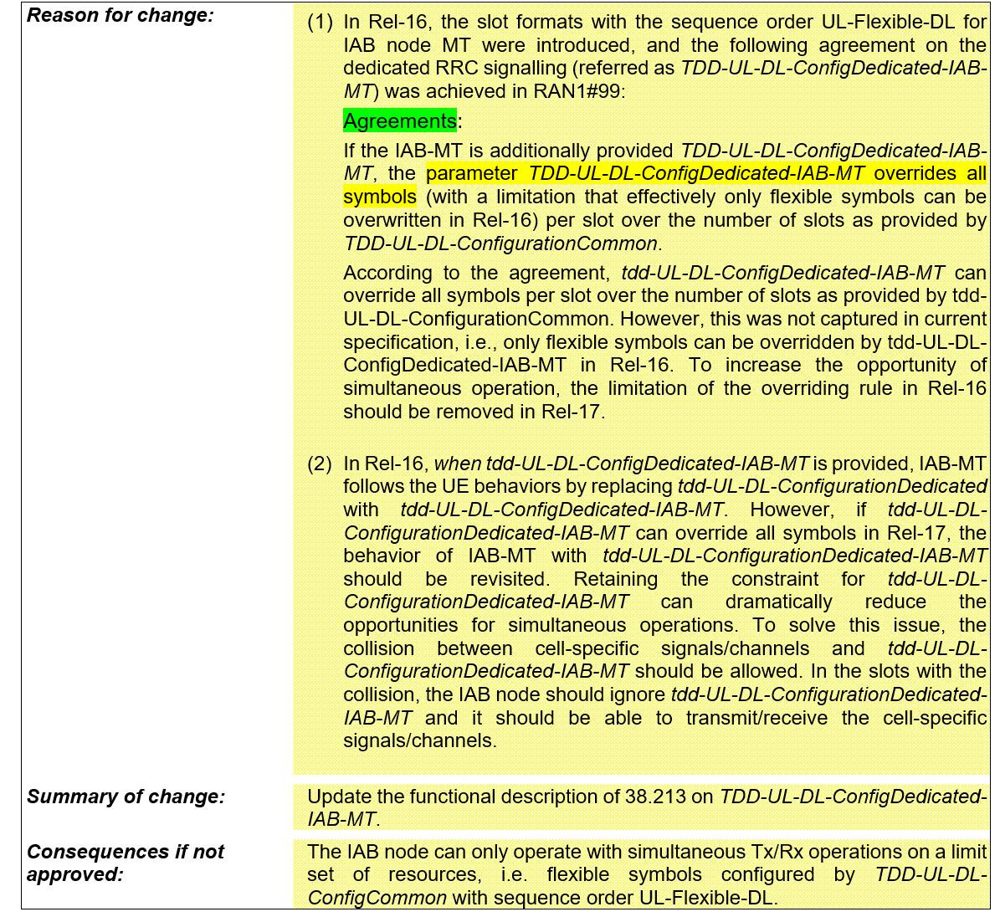 Reason for change:
(1) In Rel-16, the slot formats with the sequence order UL-Flexible-DL for
IAB node MT were introduced, and the following agreement on the
dedicated RRC signalling (referred as TDD-UL-DL-ConfigDedicated-IAB-
MT) was achieved in RAN1#99:
Agreements:
If the IAB-MT is additionally provided TDD-UL-DL-ConfigDedicated-IAB-
MT, the parameter TDD-UL-DL-ConfigDedicated-IAB-MT overrides all
symbols (with a limitation that effectively only flexible symbols can be
overwritten in Rel-16) per slot over the number of slots as provided by
TDD-UL-DL-ConfigurationCommon.
According to the agreement, tdd-UL-DL-ConfigDedicated-IAB-MT can
override all symbols per slot over the number of slots as provided by tdd-
UL-DL-ConfigurationCommon. However, this was not captured in current
specification, i.e., only flexible symbols can be overridden by tdd-UL-DL-
ConfigDedicated-IAB-MT in Rel-16. To increase the opportunity of
simultaneous operation, the limitation of the overriding rule in Rel-16
should be removed in Rel-17.
(2) In Rel-16, when tdd-UL-DL-ConfigDedicated-IAB-MT is provided, IAB-MT
follows the UE behaviors by replacing tdd-UL-DL-ConfigurationDedicated
with tdd-UL-DL-ConfigDedicated-IAB-MT. However, if tdd-UL-DL-
ConfigurationDedicated-IAB-MT can override all symbols in Rel-17, the
behavior of IAB-MT with tdd-UL-DL-ConfigurationDedicated-IAB-MT
should be revisited. Retaining the constraint for tdd-UL-DL-
ConfigurationDedicated-IAB-MT can dramatically reduce the
opportunities for simultaneous operations. To solve this issue, the
collision between cell-specific signals/channels and tdd-UL-DL-
ConfigurationDedicated-IAB-MT should be allowed. In the slots with the
collision, the IAB node should ignore tdd-UL-DL-ConfigurationDedicated-
IAB-MT and it should be able to transmit/receive the cell-specific
signals/channels.
Summary of change:
Update the functional description of 38.213 on TDD-UL-DL-ConfigDedicated-
IAB-MT.
Consequences if not
approved:
The IAB node can only operate with simultaneous Tx/Rx operations on a limit
set of resources, i.e. flexible symbols configured by TDD-UL-DL-
ConfigCommon with sequence order UL-Flexible-DL.